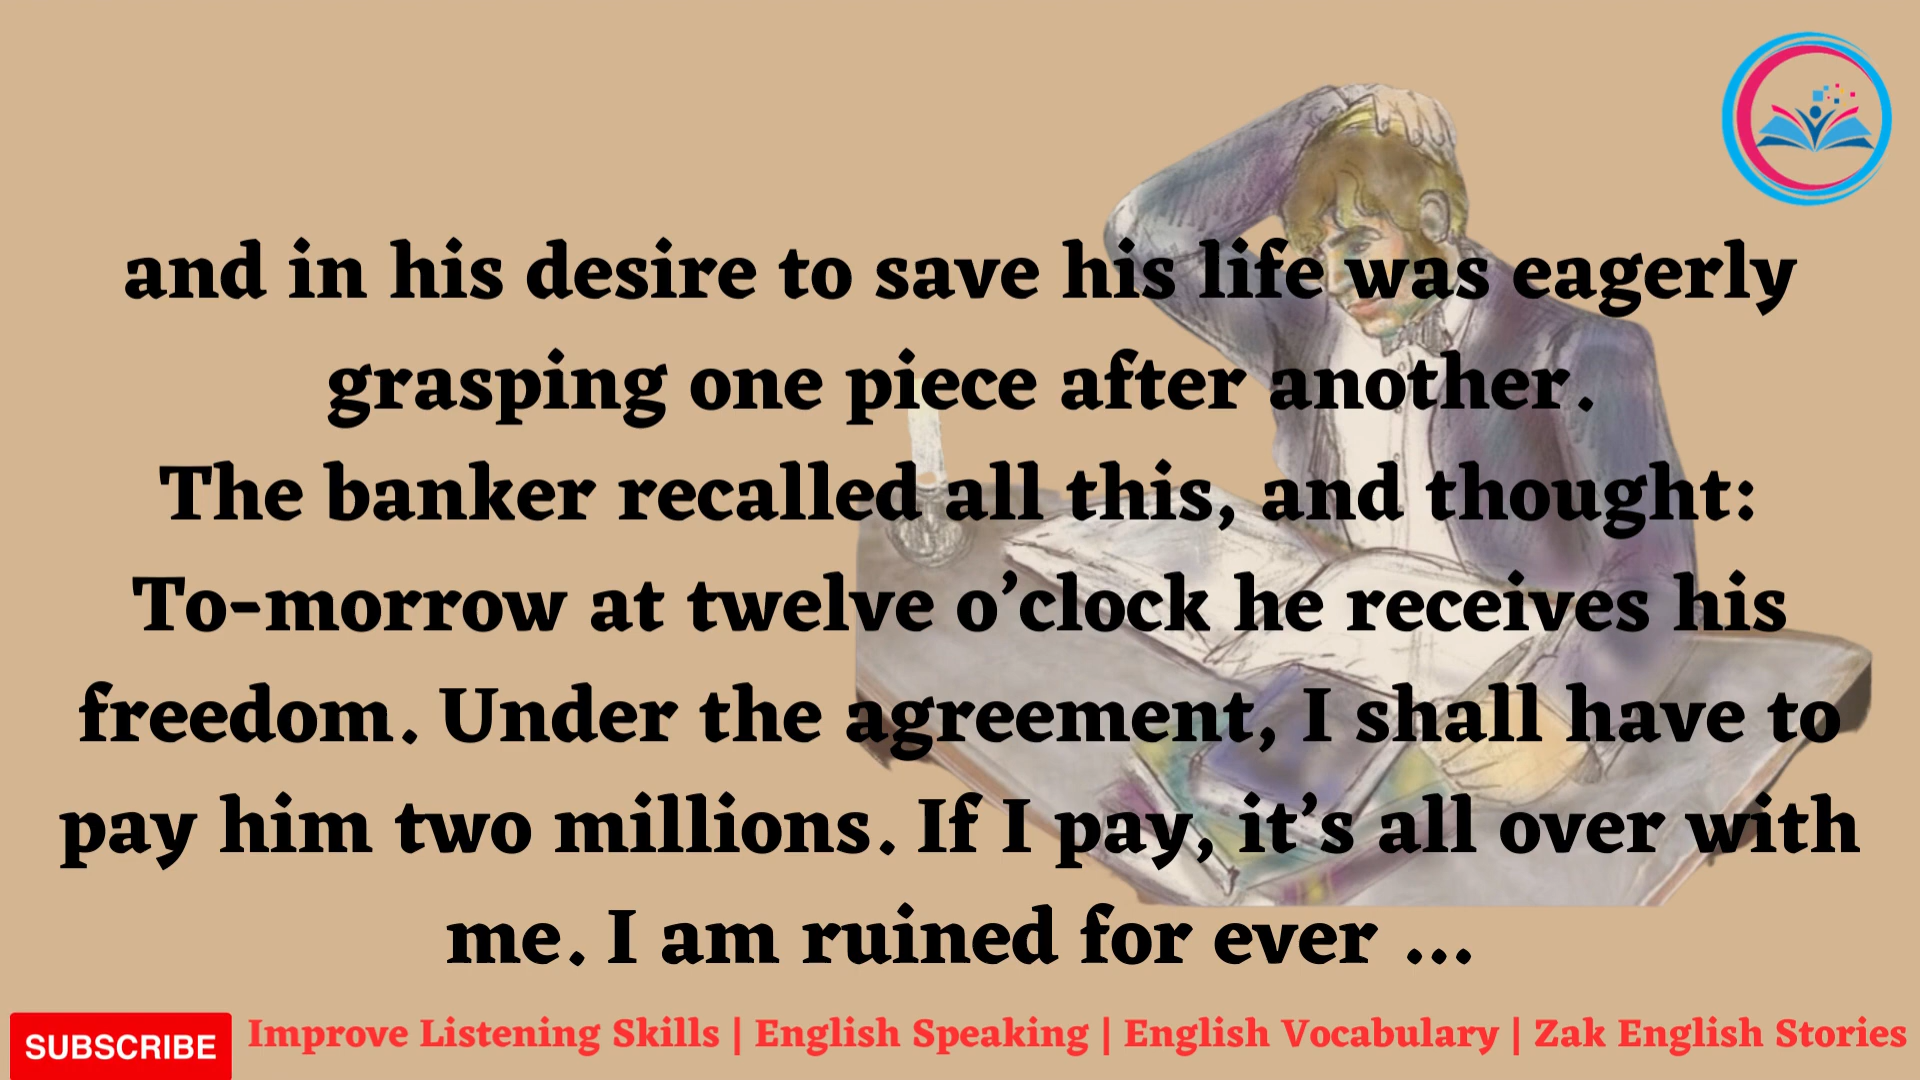 and in his desire to save his life was eagerly
grasping one piece after another.
The banker recalled all this, and thought:
To-morrow at twelve o’clock he receives his
freedom. Under the agreement, I shall have to
pay him two millions. If I pay, it’s all over with
me. I am ruined for ever ...
SUBSCRIBE
Improve Listening Skills | English Speaking | English Vocabulary | Zak English Stories